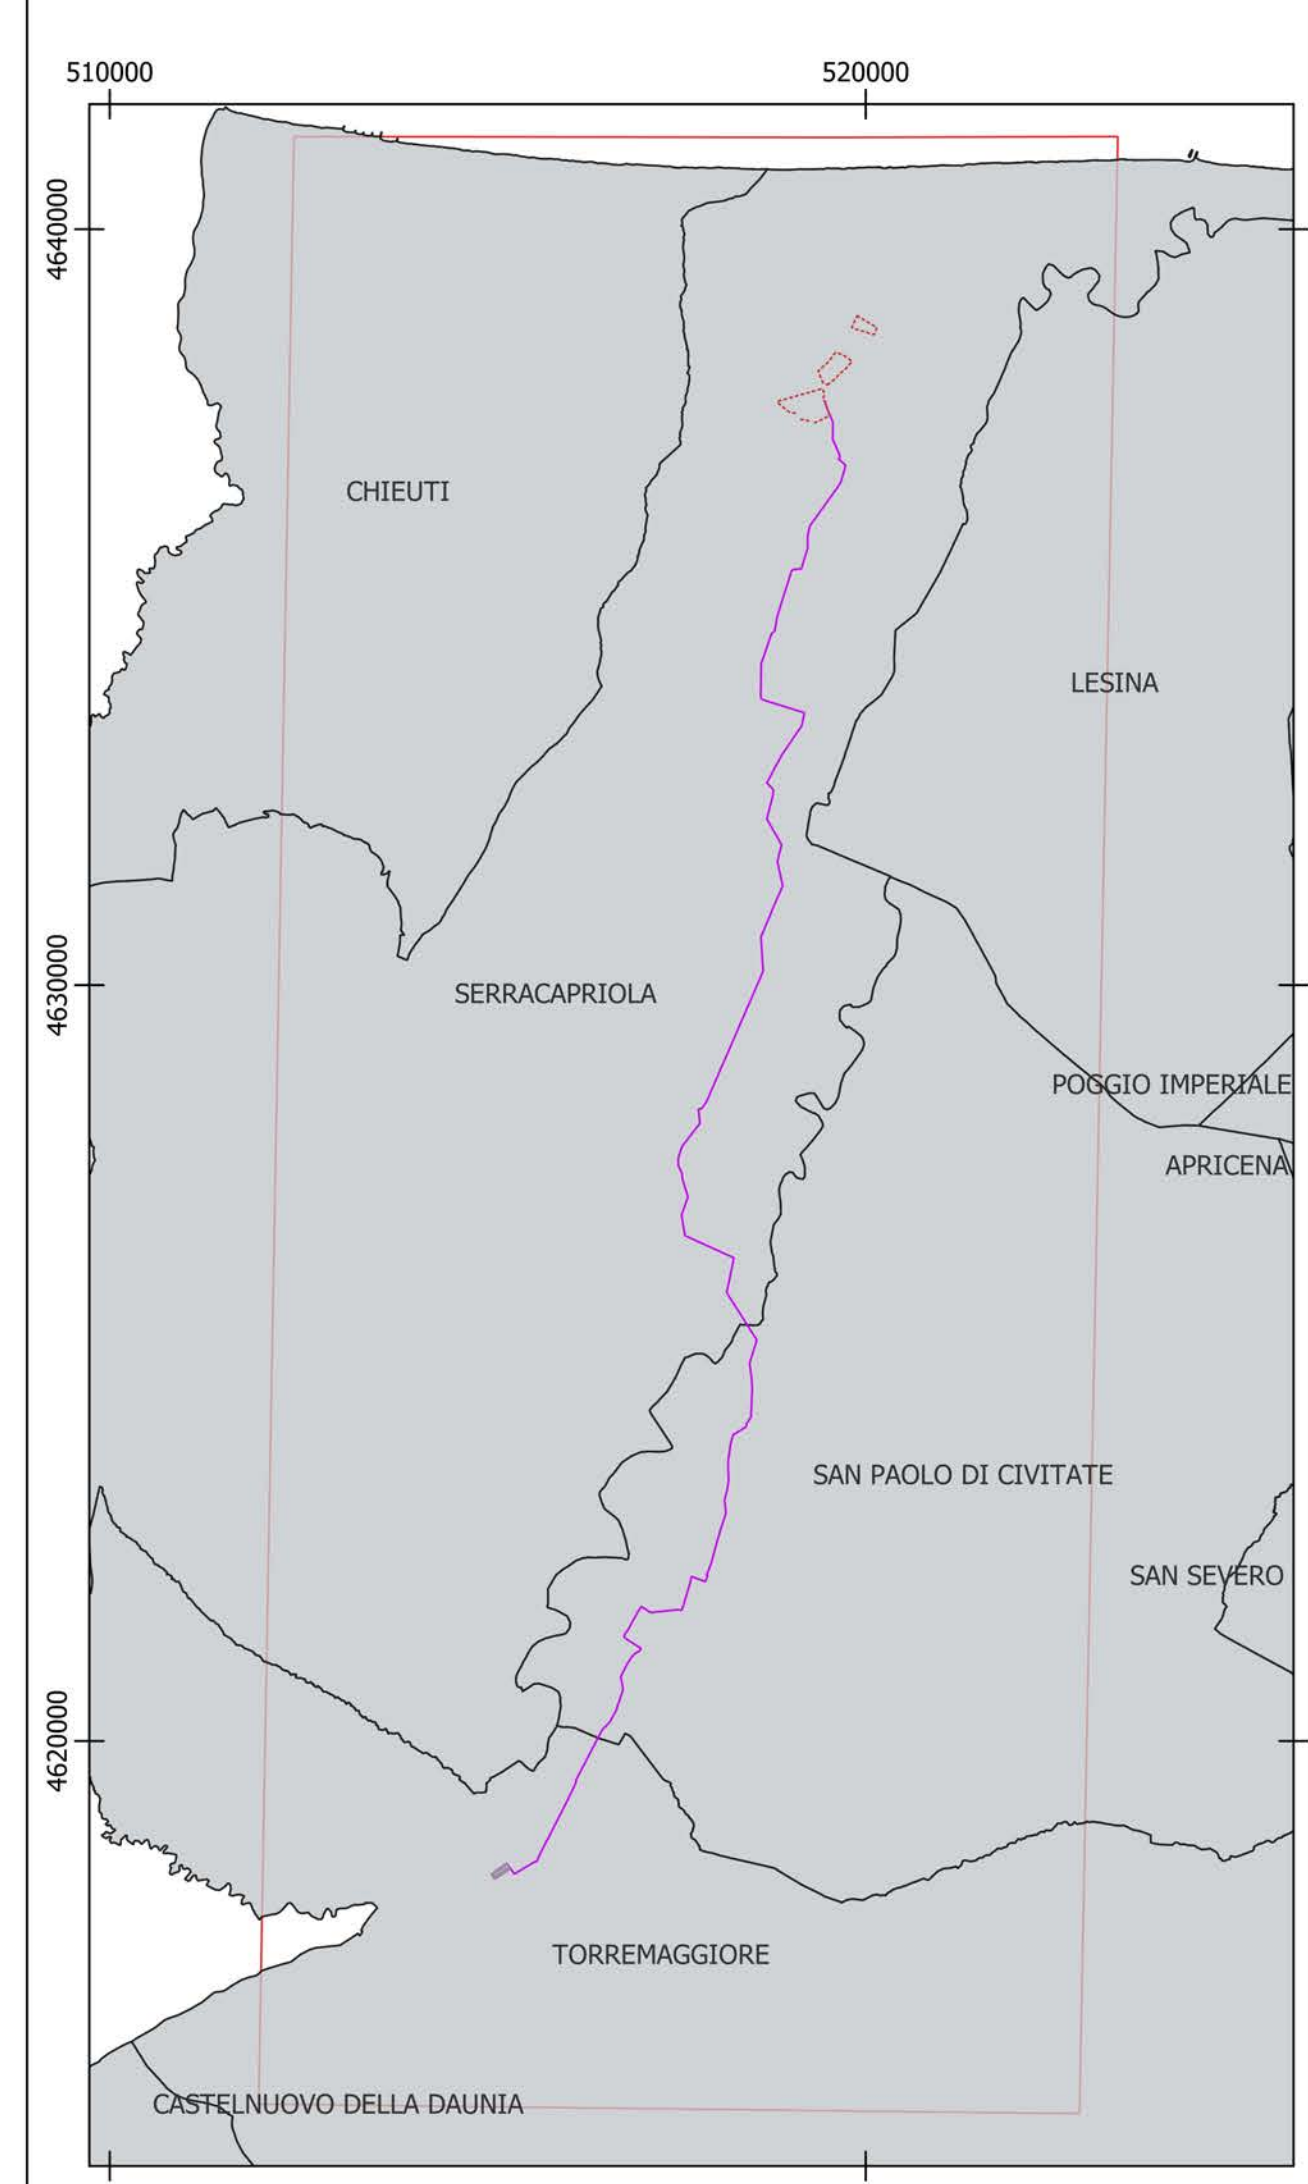 510000
520000
4640000
CHIEUTI
LESINA
4630000
SERRACAPRIOLA
POGGIO IMPERIALE
APRICENA
SAN PAOLO DI CIVITATE
SAN SEVERO
4620000
TORREMAGGIORE
CASTELNUOVO DELLA DAUNIA